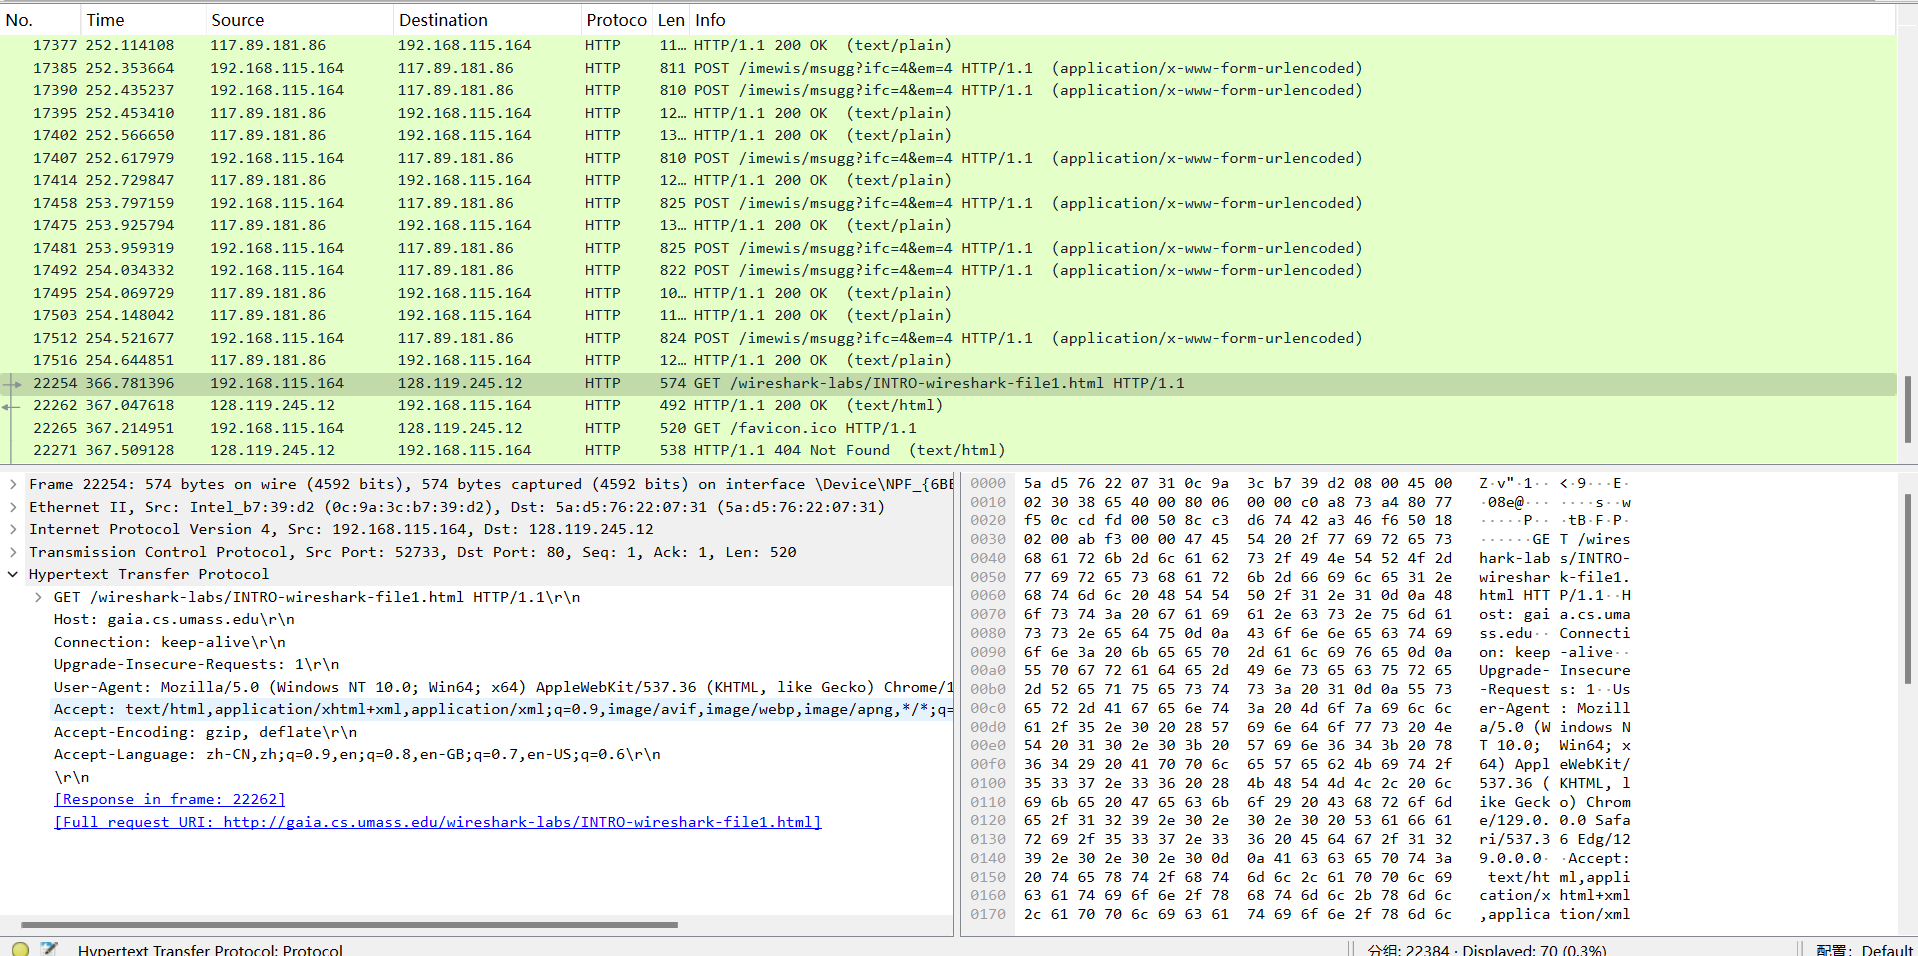 No. Time Source Destination Protoco Len Info
17377 252.114108 117.89.181.86 192.168.115.164 HTTP 11… HTTP/1.1 200 OK (text/plain)
17385 252.353664 192.168.115.164 117.89.181.86 HTTP 811 POST /imewis/msugg?ifc=4&em=4 HTTP/1.1 (application/x-www-form-urlencoded)
17390 252.435237 192.168.115.164 117.89.181.86 HTTP 810 POST /imewis/msugg?ifc=4&em=4 HTTP/1.1 (application/x-www-form-urlencoded)
17395 252.453410 117.89.181.86 192.168.115.164 HTTP 12… HTTP/1.1 200 OK (text/plain)
17402 252.566650 117.89.181.86 192.168.115.164 HTTP 13… HTTP/1.1 200 OK (text/plain)
17407 252.617979 192.168.115.164 117.89.181.86 HTTP 810 POST /imewis/msugg?ifc=4&em=4 HTTP/1.1 (application/x-www-form-urlencoded)
17414 252.729847 117.89.181.86 192.168.115.164 HTTP 12… HTTP/1.1 200 OK (text/plain)
17458 253.797159 192.168.115.164 117.89.181.86 HTTP 825 POST /imewis/msugg?ifc=4&em=4 HTTP/1.1 (application/x-www-form-urlencoded)
17475 253.925794 117.89.181.86 192.168.115.164 HTTP 13… HTTP/1.1 200 OK (text/plain)
17481 253.959319 192.168.115.164 117.89.181.86 HTTP 825 POST /imewis/msugg?ifc=4&em=4 HTTP/1.1 (application/x-www-form-urlencoded)
17492 254.034332 192.168.115.164 117.89.181.86 HTTP 822 POST /imewis/msugg?ifc=4&em=4 HTTP/1.1 (application/x-www-form-urlencoded)
17495 254.069729 117.89.181.86 192.168.115.164 HTTP 10… HTTP/1.1 200 OK (text/plain)
17503 254.148042 117.89.181.86 192.168.115.164 HTTP 11… HTTP/1.1 200 OK (text/plain)
17512 254.521677 192.168.115.164 117.89.181.86 HTTP 824 POST /imewis/msugg?ifc=4&em=4 HTTP/1.1 (application/x-www-form-urlencoded)
17516 254.644851 117.89.181.86 192.168.115.164 HTTP 12… HTTP/1.1 200 OK (text/plain)
22254 366.781396 192.168.115.164 128.119.245.12 HTTP 574 GET /wireshark-labs/INTRO-wireshark-file1.html HTTP/1.1
22262 367.047618 128.119.245.12 192.168.115.164 HTTP 492 HTTP/1.1 200 OK (text/html)
22265 367.214951 192.168.115.164 128.119.245.12 HTTP 520 GET /favicon.ico HTTP/1.1
22271 367.509128 128.119.245.12 192.168.115.164 HTTP 538 HTTP/1.1 404 Not Found (text/html)
Frame 22254: 574 bytes on wire (4592 bits), 574 bytes captured (4592 bits) on interface \Device\NPF_{6BE
Ethernet II, Src: Intel_b7:39:d2 (0c:9a:3c:b7:39:d2), Dst: 5a:d5:76:22:07:31 (5a:d5:76:22:07:31)
Internet Protocol Version 4, Src: 192.168.115.164, Dst: 128.119.245.12
Transmission Control Protocol, Src Port: 52733, Dst Port: 80, Seq: 1, Ack: 1, Len: 520
Hypertext Transfer Protocol
GET /wireshark-labs/INTRO-wireshark-file1.html HTTP/1.1\r\n
Host: gaia.cs.umass.edu\r\n
Connection: keep-alive\r\n
Upgrade-Insecure-Requests: 1\r\n
User-Agent: Mozilla/5.0 (Windows NT 10.0; Win64; x64) AppleWebKit/537.36 (KHTML, like Gecko) Chrome/1
Accept: text/html,application/xhtml+xml,application/xml;q=0.9,image/avif,image/webp,image/apng,*/*;q=
Accept-Encoding: gzip, deflate\r\n
Accept-Language: zh-CN,zh;q=0.9,en;q=0.8,en-GB;q=0.7,en-US;q=0.6\r\n
\r\n
[Response in frame: 22262]
[Full request URI: http://gaia.cs.umass.edu/wireshark-labs/INTRO-wireshark-file1.html]
0000 5a d5 76 22 07 31 0c 9a 3c b7 39 d2 08 00 45 00 Z·v"·1·· <·9···E·
0010 02 30 38 65 40 00 80 06 00 00 c0 a8 73 a4 80 77 ·08e@··· ····s··w
0020 f5 0c cd fd 00 50 8c c3 d6 74 42 a3 46 f6 50 18 ·····P·· ·tB·F·P·
0030 02 00 ab f3 00 00 47 45 54 20 2f 77 69 72 65 73 ······GE T /wires
0040 68 61 72 6b 2d 6c 61 62 73 2f 49 4e 54 52 4f 2d hark-lab s/INTRO-
0050 77 69 72 65 73 68 61 72 6b 2d 66 69 6c 65 31 2e wireshar k-file1.
0060 68 74 6d 6c 20 48 54 54 50 2f 31 2e 31 0d 0a 48 html HTT P/1.1··H
0070 6f 73 74 3a 20 67 61 69 61 2e 63 73 2e 75 6d 61 ost: gai a.cs.uma
0080 73 73 2e 65 64 75 0d 0a 43 6f 6e 6e 65 63 74 69 ss.edu·· Connecti
0090 6f 6e 3a 20 6b 65 65 70 2d 61 6c 69 76 65 0d 0a on: keep -alive··
00a0 55 70 67 72 61 64 65 2d 49 6e 73 65 63 75 72 65 Upgrade- Insecure
00b0 2d 52 65 71 75 65 73 74 73 3a 20 31 0d 0a 55 73 -Request s: 1··Us
00c0 65 72 2d 41 67 65 6e 74 3a 20 4d 6f 7a 69 6c 6c er-Agent : Mozill
00d0 61 2f 35 2e 30 20 28 57 69 6e 64 6f 77 73 20 4e a/5.0 (W indows N
00e0 54 20 31 30 2e 30 3b 20 57 69 6e 36 34 3b 20 78 T 10.0;  Win64; x
00f0 36 34 29 20 41 70 70 6c 65 57 65 62 4b 69 74 2f 64) Appl eWebKit/
0100 35 33 37 2e 33 36 20 28 4b 48 54 4d 4c 2c 20 6c 537.36 ( KHTML, l
0110 69 6b 65 20 47 65 63 6b 6f 29 20 43 68 72 6f 6d ike Geck o) Chrom
0120 65 2f 31 32 39 2e 30 2e 30 2e 30 20 53 61 66 61 e/129.0. 0.0 Safa
0130 72 69 2f 35 33 37 2e 33 36 20 45 64 67 2f 31 32 ri/537.3 6 Edg/12
0140 39 2e 30 2e 30 2e 30 0d 0a 41 63 63 65 70 74 3a 9.0.0.0· ·Accept:
0150 20 74 65 78 74 2f 68 74 6d 6c 2c 61 70 70 6c 69 text/ht ml,appli
0160 63 61 74 69 6f 6e 2f 78 68 74 6d 6c 2b 78 6d 6c cation/x html+xml
0170 2c 61 70 70 6c 69 63 61 74 69 6f 6e 2f 78 6d 6c ,applica tion/xml
Hypertext Transfer Protocol: Protocol 分组: 22384 · Displayed: 70 (0.3%) 配置: Default